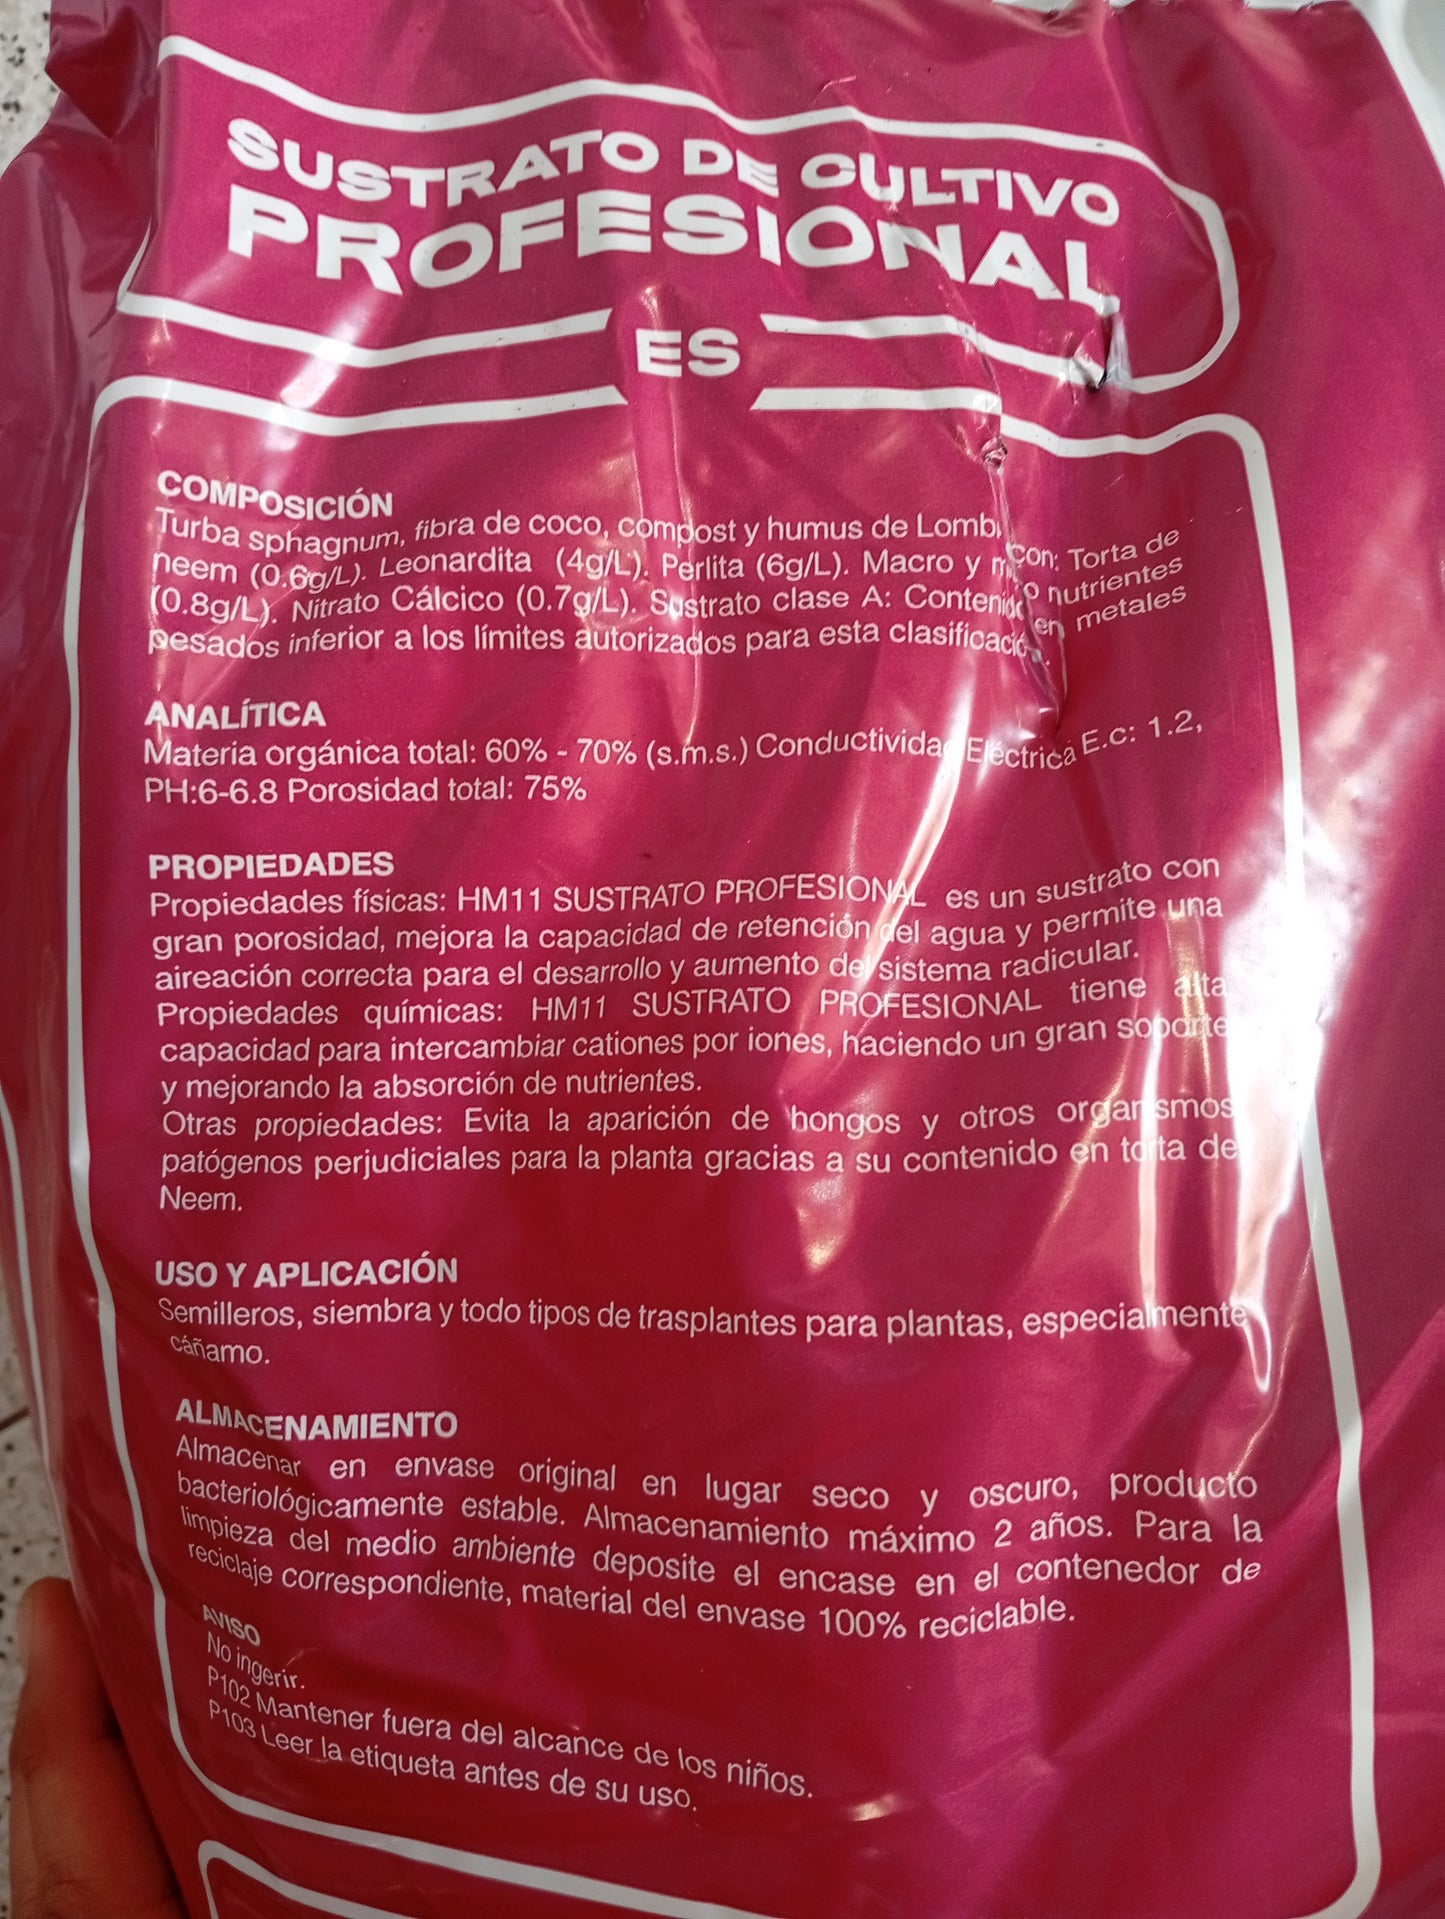 SUSTRATO DE CULTIVO
PROFESIONAL
ES
COMPOSICIÓN
Turba sphagnum, fibra de coco, compost y humus de Lomb con: Torta de
neem (0.6g/L). Leonardita (4g/L). Perlita (6g/L). Macro y nutrientes
(0.8g/L). Nitrato Cálcico (0.7g/L). Sustrato clase A: Contenido en metales
pesados inferior a los límites autorizados para esta clasificación.
ANALÍTICA
Materia orgánica total: 60% - 70% (s.m.s.) Conductividad Eléctrica E.c: 1.2,
PH:6-6.8 Porosidad total: 75%
PROPIEDADES
Propiedades físicas: HM11 SUSTRATO PROFESIONAL es un sustrato con
gran porosidad, mejora la capacidad de retención del agua y permite una
aireación correcta para el desarrollo y aumento del sistema radicular.
Propiedades químicas: HM11 SUSTRATO PROFESIONAL tiene alta
capacidad para intercambiar cationes por iones, haciendo un gran soporte
y mejorando la absorción de nutrientes.
Otras propiedades: Evita la aparición de hongos y otros organismos
patógenos perjudiciales para la planta gracias a su contenido en torta de
Neem.
USO Y APLICACIÓN
Semilleros, siembra y todo tipos de trasplantes para plantas, especialmente
cáñamo.
ALMACENAMIENTO
Almacenar en envase original en lugar seco y oscuro, producto
bacteriológicamente estable. Almacenamiento máximo 2 años. Para la
limpieza del medio ambiente deposite el encase en el contenedor de
reciclaje correspondiente, material del envase 100% reciclable.
AVISO
No ingerir.
P102 Mantener fuera del alcance de los niños.
P103 Leer la etiqueta antes de su uso.